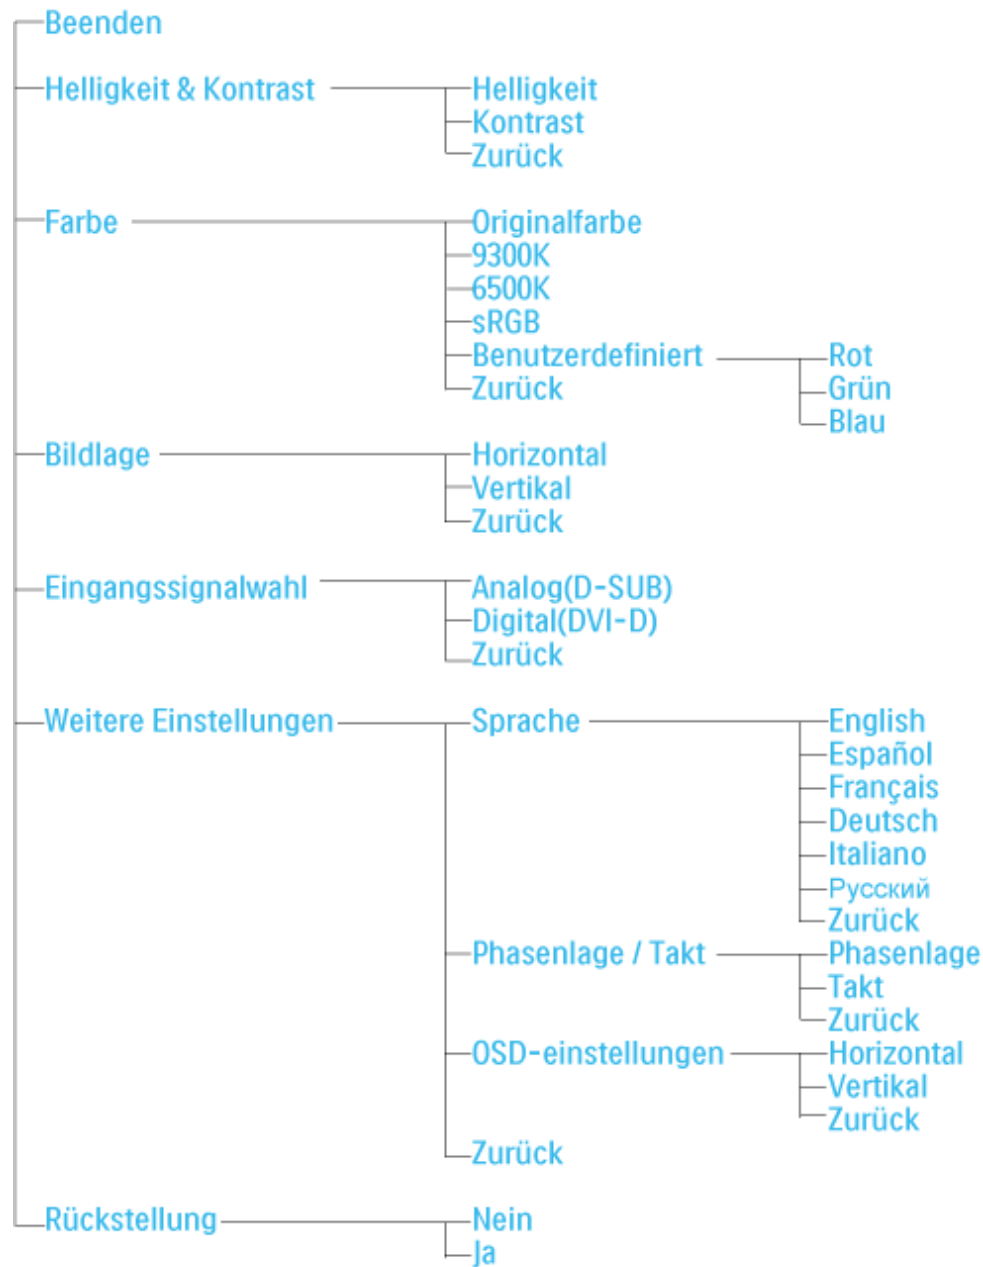 Beenden
Helligkeit & Kontrast
Helligkeit
Kontrast
Zurück
Farbe
Originalfarbe
9300K
6500K
sRGB
Benutzerdefiniert
Rot
Zurück
Grün
Blau
Bildlage
Horizontal
Vertikal
Zurück
Eingangssignalwahl
Analog(D-SUB)
Digital(DVI-D)
Zurück
Weitere Einstellungen
Sprache
English
Español
Français
Deutsch
Italiano
Русский
Zurück
Phasenlage / Takt
Phasenlage
Takt
Zurück
OSD-einstellungen
Horizontal
Vertikal
Zurück
Zurück
Rückstellung
Nein
Ja